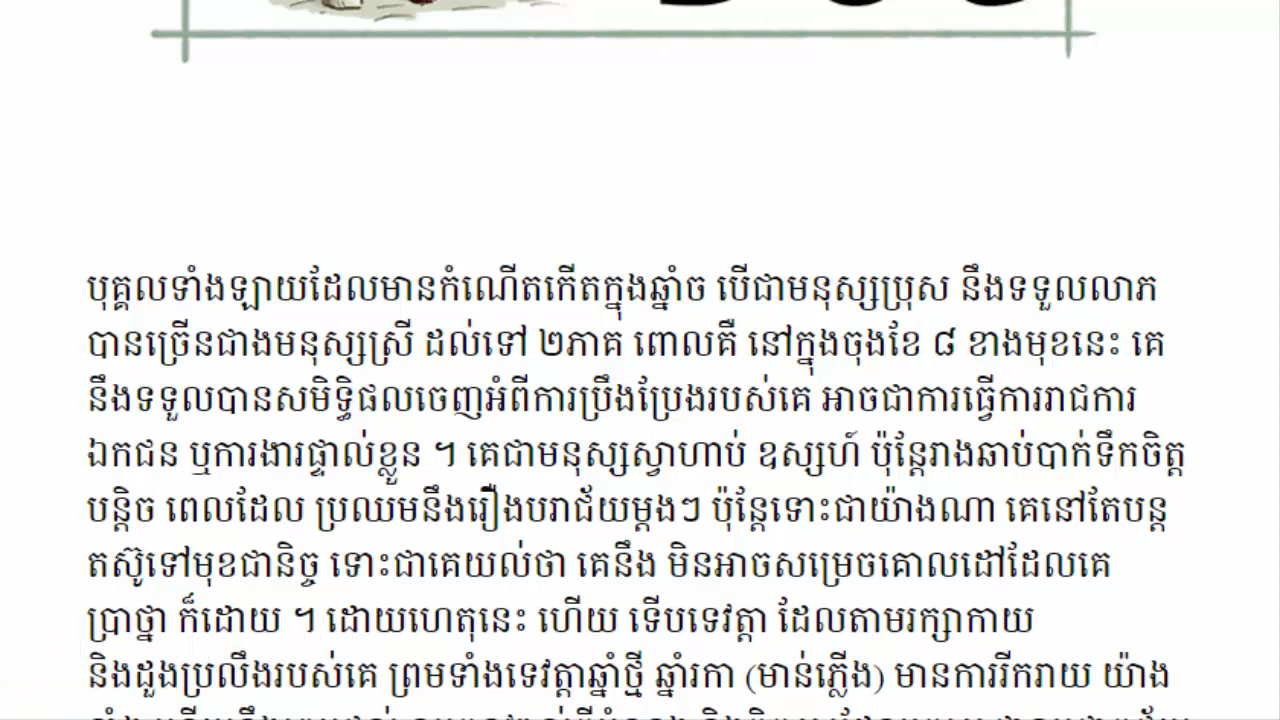 បុគ្គលទាំងឡាយដែលមានកំណើតកើតក្នុងឆ្នាំច បើជាមនុស្សប្រុស នឹងទទួលលាភ
បានច្រើនជាងមនុស្សស្រី ដល់ទៅ ២ភាគ ពោលគឺ នៅក្នុងចុងខែ ៨ ខាងមុខនេះ គេ
នឹងទទួលបានសមិទ្ធិផលចេញអំពីការប្រឹងប្រែងរបស់គេ អាចជាការធ្វើការរាជការ
ឯកជន ឬការងារផ្ទាល់ខ្លួន ។ គេជាមនុស្សស្វាហាប់ ឧស្សហ៍ ប៉ុន្តែរាងឆាប់បាក់ទឹកចិត្ត
បន្តិច ពេលដែល ប្រឈមនឹងរឿងបរាជ័យម្តងៗ ប៉ុន្តែទោះជាយ៉ាងណា គេនៅតែបន្ត
តស៊ូទៅមុខជានិច្ច ទោះជាគេយល់ថា គេនឹង មិនអាចសម្រេចគោលដៅដែលគេ
ប្រាថ្នា ក៏ដោយ ។ ដោយហេតុនេះ ហើយ ទើបទេវត្តា ដែលតាមរក្សាកាយ
និងដួងប្រលឹងរបស់គេ ព្រមទាំងទេវត្តាឆ្នាំថ្មី ឆ្នាំរកា (មាន់ភ្លើង) មានការរីករាយ យ៉ាង